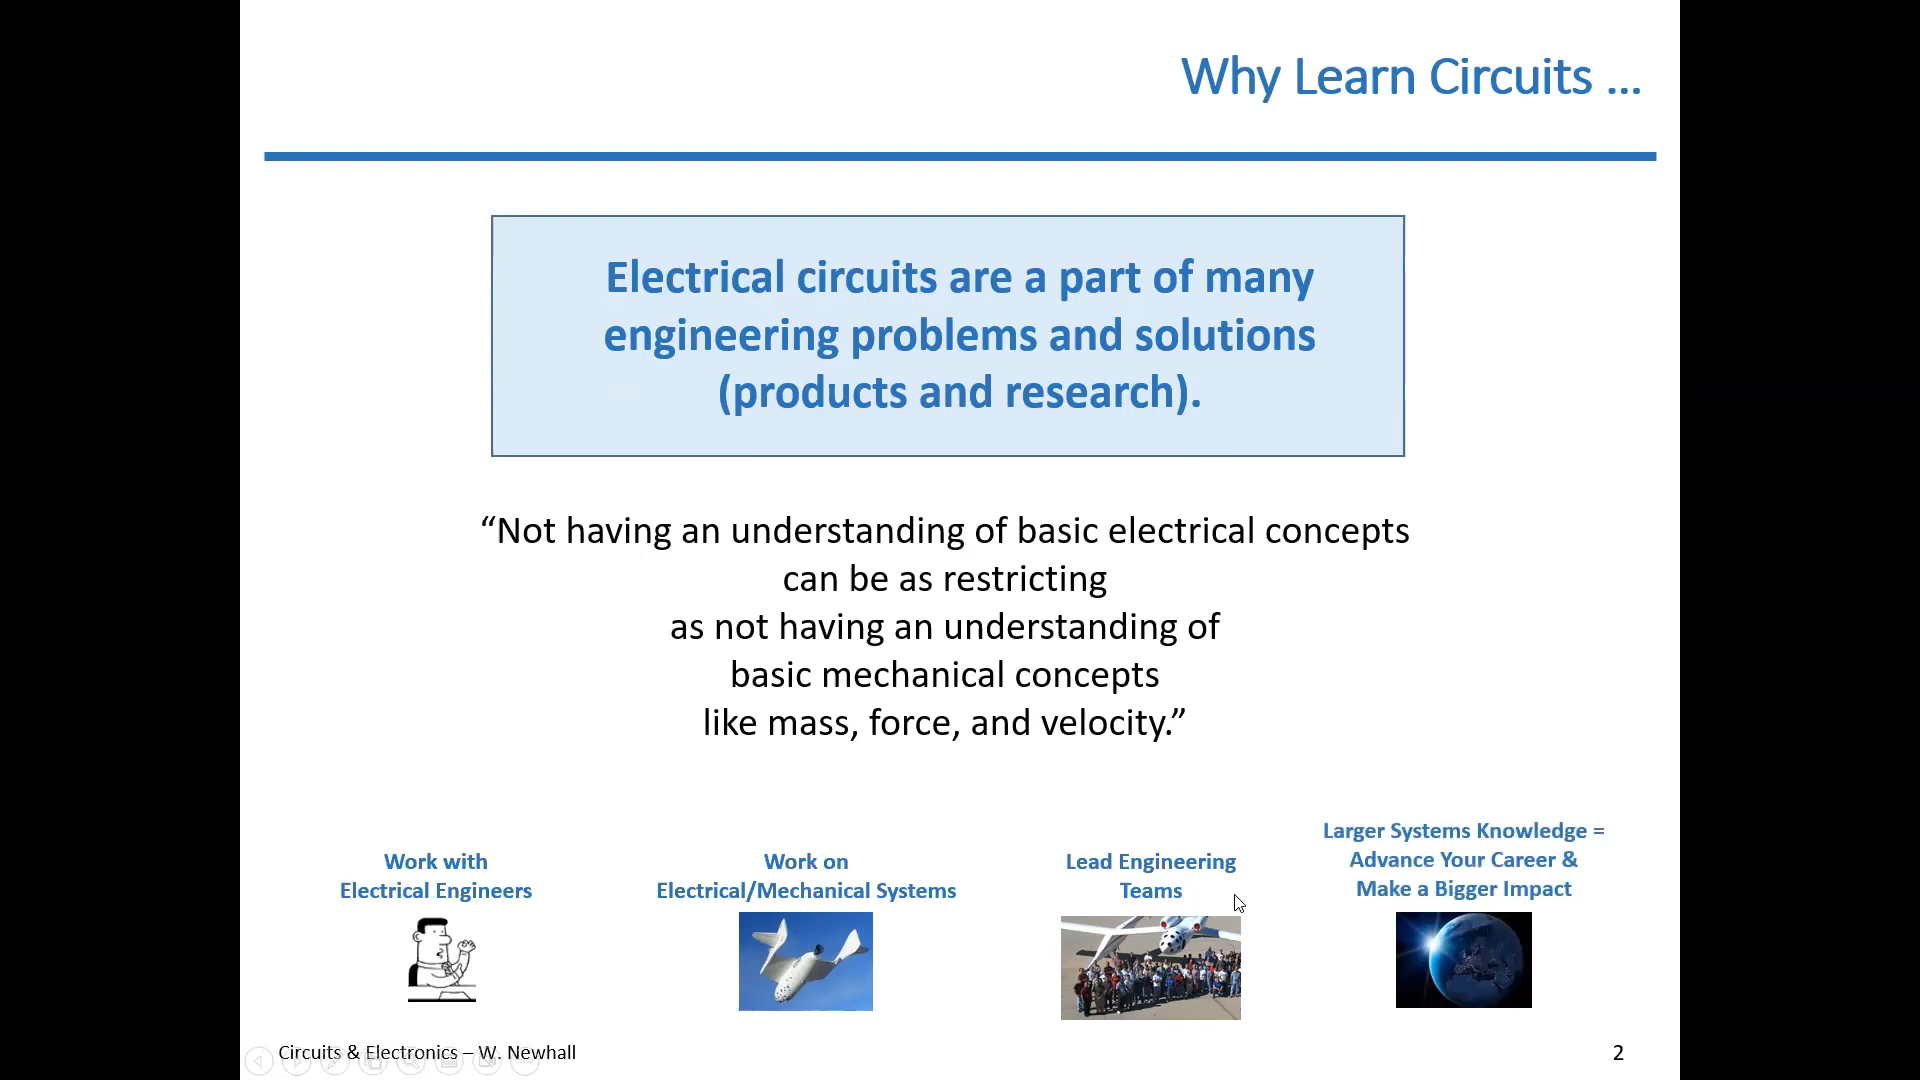 Why Learn Circuits ...
Electrical circuits are a part of many
engineering problems and solutions
(products and research).
“Not having an understanding of basic electrical concepts
can be as restricting
as not having an understanding of
basic mechanical concepts
like mass, force, and velocity.”
Work with
Electrical Engineers
Work on
Electrical/Mechanical Systems
Lead Engineering
Teams
Larger Systems Knowledge =
Advance Your Career &
Make a Bigger Impact
Circuits & Electronics – W. Newhall
2